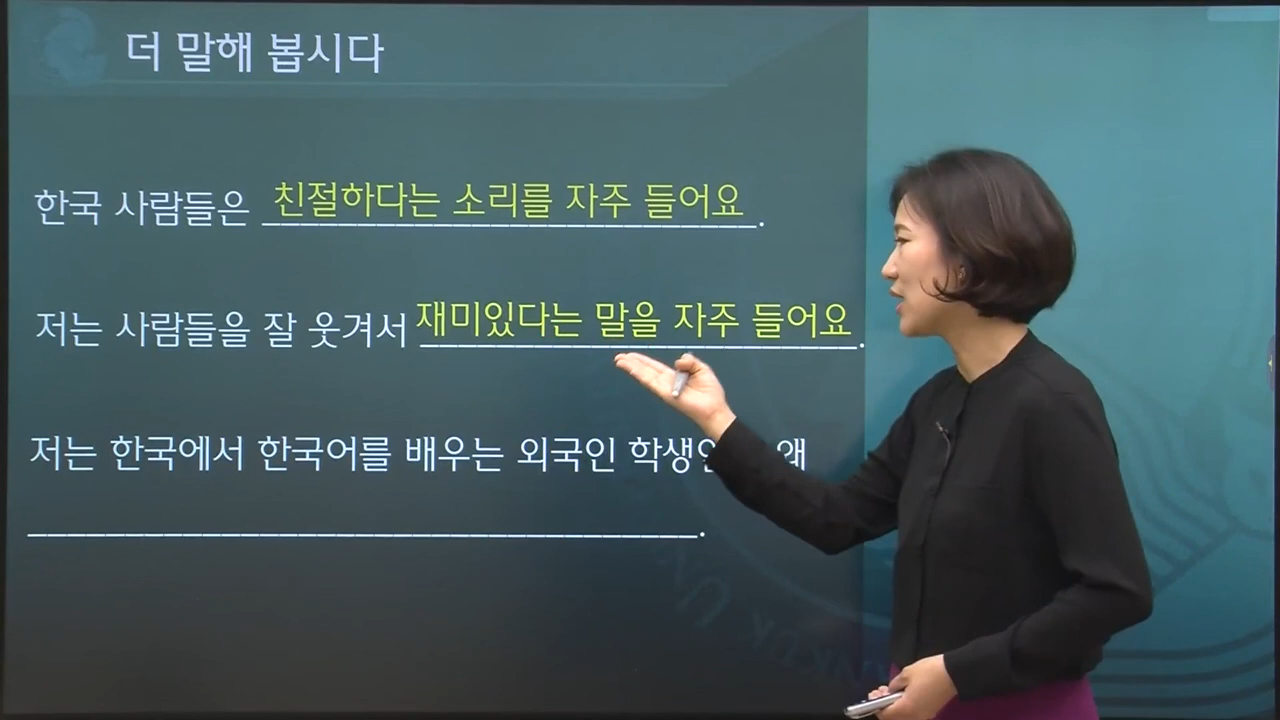 더 말해 봅시다
한국 사람들은 친절하다는 소리를 자주 들어요.
저는 사람들을 잘 웃겨서 재미있다는 말을 자주 들어요.
저는 한국에서 한국어를 배우는 외국인 왜